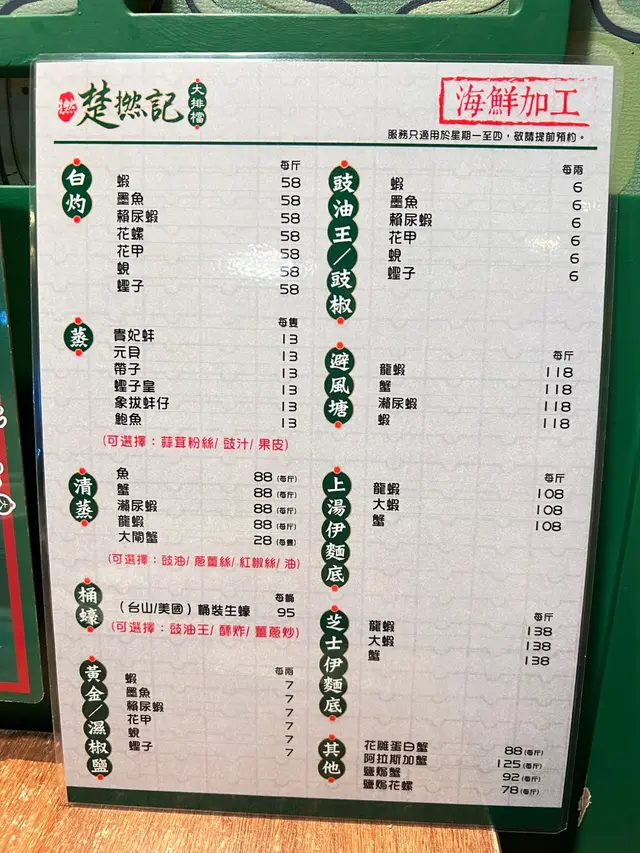 楚撚記
大排檔
海鮮加工
服務只適用於星期一至四，敬請提前預約。
白灼
每斤
蝦 58
墨魚 58
賴尿蝦 58
花螺 58
花甲 58
蜆 58
蟶子 58
蒸
每隻
貴妃蚌 13
元貝 13
帶子 13
蟶子皇 13
象拔蚌仔 13
鮑魚 13
(可選擇：蒜茸粉絲/ 豉汁/ 果皮)
清蒸
魚 88 (每斤)
蟹 88 (每斤)
瀨尿蝦 88 (每斤)
龍蝦 88 (每斤)
大閘蟹 28 (每隻)
(可選擇：豉油/ 蔥薑絲/ 紅椒絲/ 油)
桶蠔
每桶
（台山/美國）桶裝生蠔 95
(可選擇：豉油王/ 酥炸/ 薑蔥炒)
黃金／濕椒鹽
每兩
蝦 7
墨魚 7
賴尿蝦 7
花甲 7
蜆 7
蟶子 7
豉油王／豉椒
每兩
蝦 6
墨魚 6
賴尿蝦 6
花甲 6
蜆 6
蟶子 6
避風塘
每斤
龍蝦 118
蟹 118
瀨尿蝦 118
蝦 118
上湯伊麵底
每斤
龍蝦 108
大蝦 108
蟹 108
芝士伊麵底
每斤
龍蝦 138
大蝦 138
蟹 138
其他
花雕蛋白蟹 88 (每斤)
阿拉斯加蟹 125 (每斤)
鹽焗蟹 92 (每斤)
鹽焗花螺 78 (每斤)